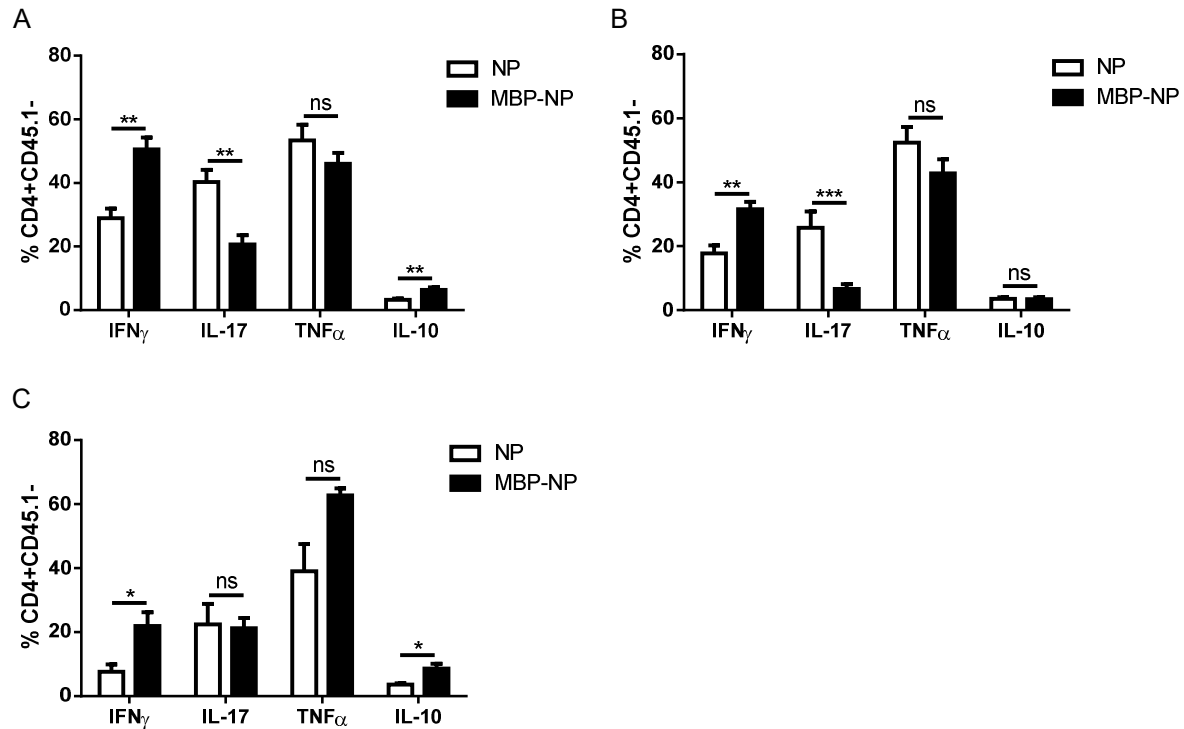 A
% CD4+CD45.1-
80
60
40
20
0
NP
MBP-NP
**
**
ns
**
IFNγ IL-17 TNFα IL-10
B
% CD4+CD45.1-
80
60
40
20
0
NP
MBP-NP
**
***
ns
ns
IFNγ IL-17 TNFα IL-10
C
% CD4+CD45.1-
80
60
40
20
0
NP
MBP-NP
*
ns
ns
*
IFNγ IL-17 TNFα IL-10